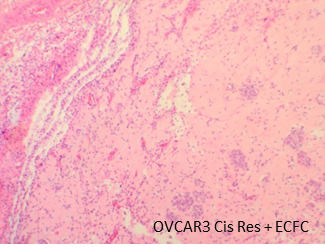 OVCAR3 Cis Res + ECFC